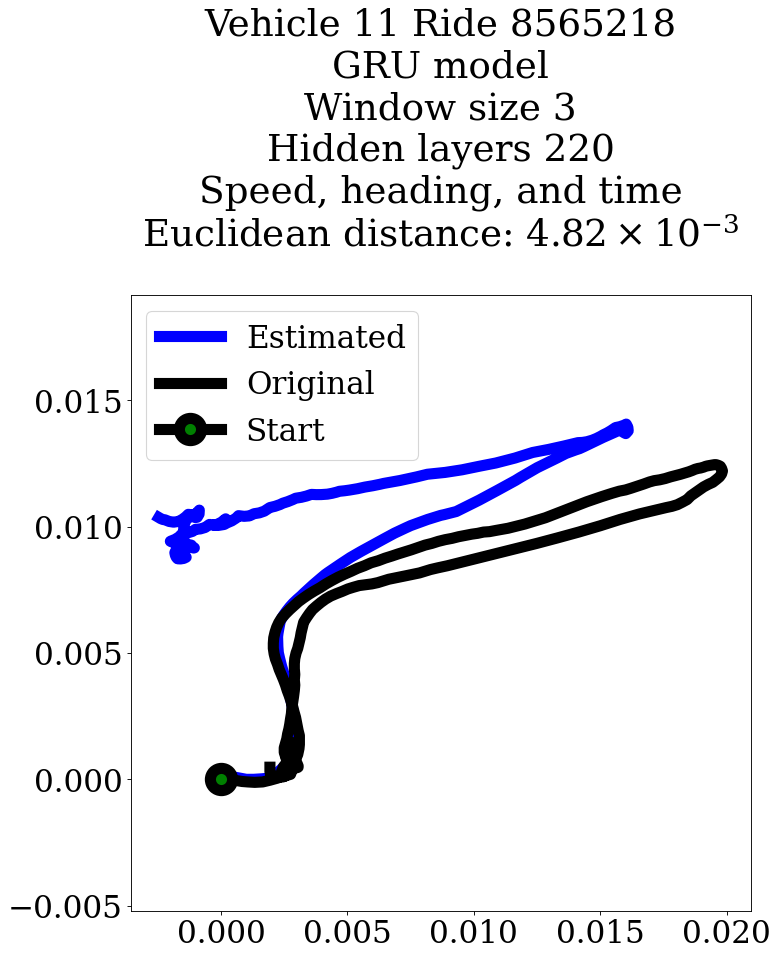 Vehicle 11 Ride 8565218
GRU model
Window size 3
Hidden layers 220
Speed, heading, and time
Euclidean distance: 4.82 × 10⁻³
Estimated
Original
Start
0.015
0.010
0.005
0.000
−0.005
0.000 0.005 0.010 0.015 0.020